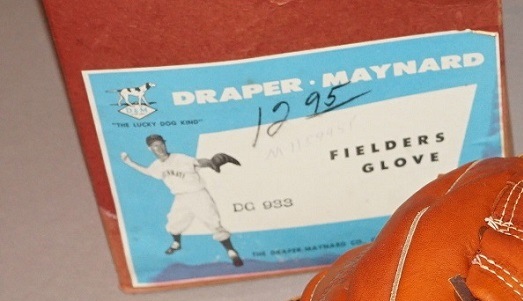 DRAPER · MAYNARD
D&M
"THE LUCKY DOG KIND"
12 95
FIELDERS
GLOVE
DG 933
THE DRAPER-MAYNARD CO.